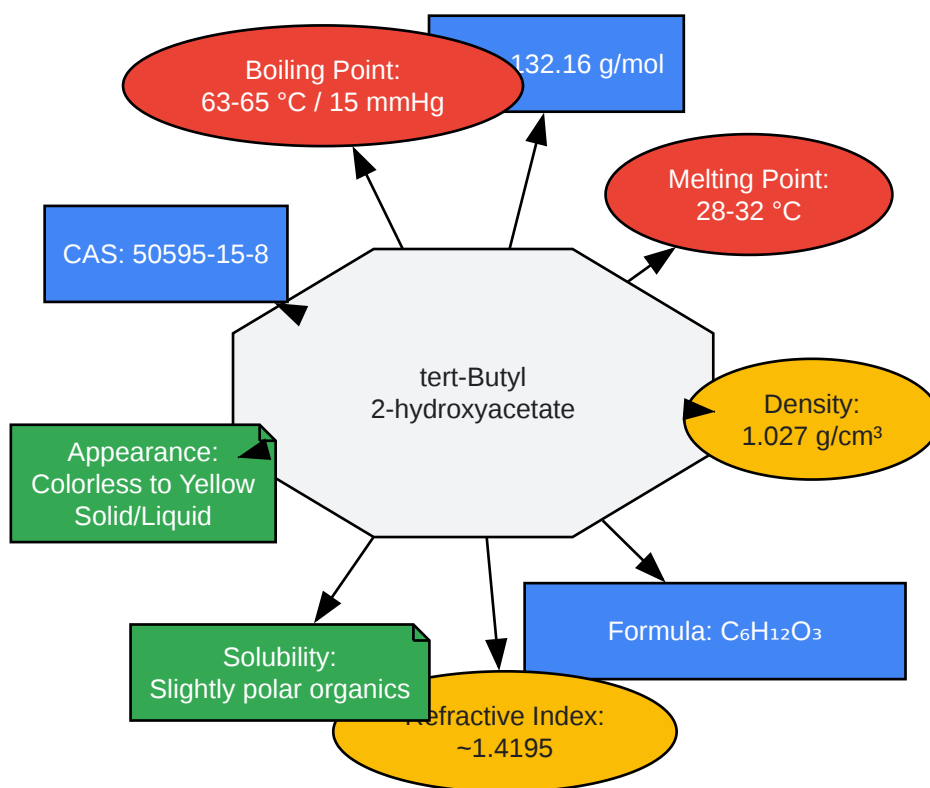 Boiling Point:
63-65 °C / 15 mmHg
132.16 g/mol
Melting Point:
28-32 °C
CAS: 50595-15-8
tert-Butyl
2-hydroxyacetate
Density:
1.027 g/cm³
Appearance:
Colorless to Yellow
Solid/Liquid
Formula: C₆H₁₂O₃
Solubility:
Slightly polar organics
Refractive Index:
~1.4195